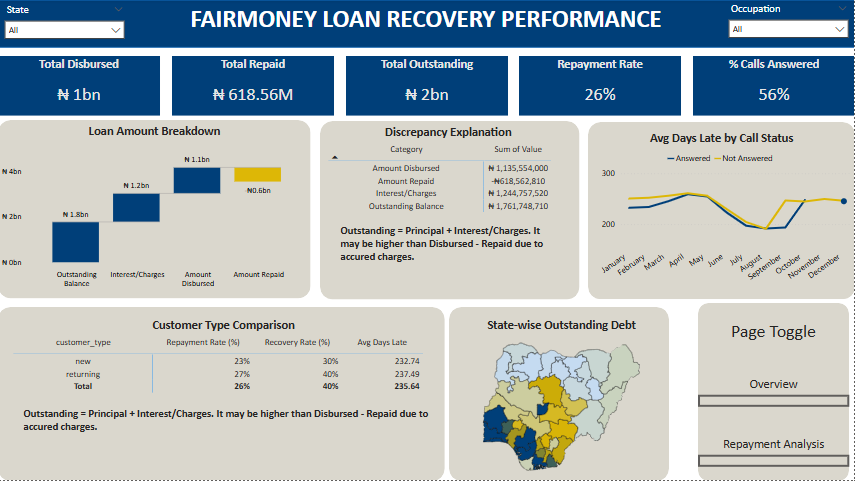 State
All
FAIRMONEY LOAN RECOVERY PERFORMANCE
Occupation
All
Total Disbursed
₦ 1bn
Total Repaid
₦ 618.56M
Total Outstanding
₦ 2bn
Repayment Rate
26%
% Calls Answered
56%
Loan Amount Breakdown
₦ 4bn
₦ 2bn
₦ 0bn
₦ 1.8bn
₦ 1.2bn
₦ 1.1bn
-₦0.6bn
Outstanding Balance
Interest/Charges
Amount Disbursed
Amount Repaid
Discrepancy Explanation
Category Sum of Value
Amount Disbursed ₦ 1,135,554,000
Amount Repaid -₦618,562,810
Interest/Charges ₦ 1,244,757,520
Outstanding Balance ₦ 1,761,748,710
Outstanding = Principal + Interest/Charges. It
may be higher than Disbursed - Repaid due to
accured charges.
Avg Days Late by Call Status
Answered Not Answered
300
200
January February March April May June July August September October November December
Customer Type Comparison
customer_type Repayment Rate (%) Recovery Rate (%) Avg Days Late
new 23% 30% 232.74
returning 27% 40% 237.49
Total 26% 40% 235.64
Outstanding = Principal + Interest/Charges. It may be higher than Disbursed - Repaid due to
accured charges.
State-wise Outstanding Debt
Page Toggle
Overview
Repayment Analysis